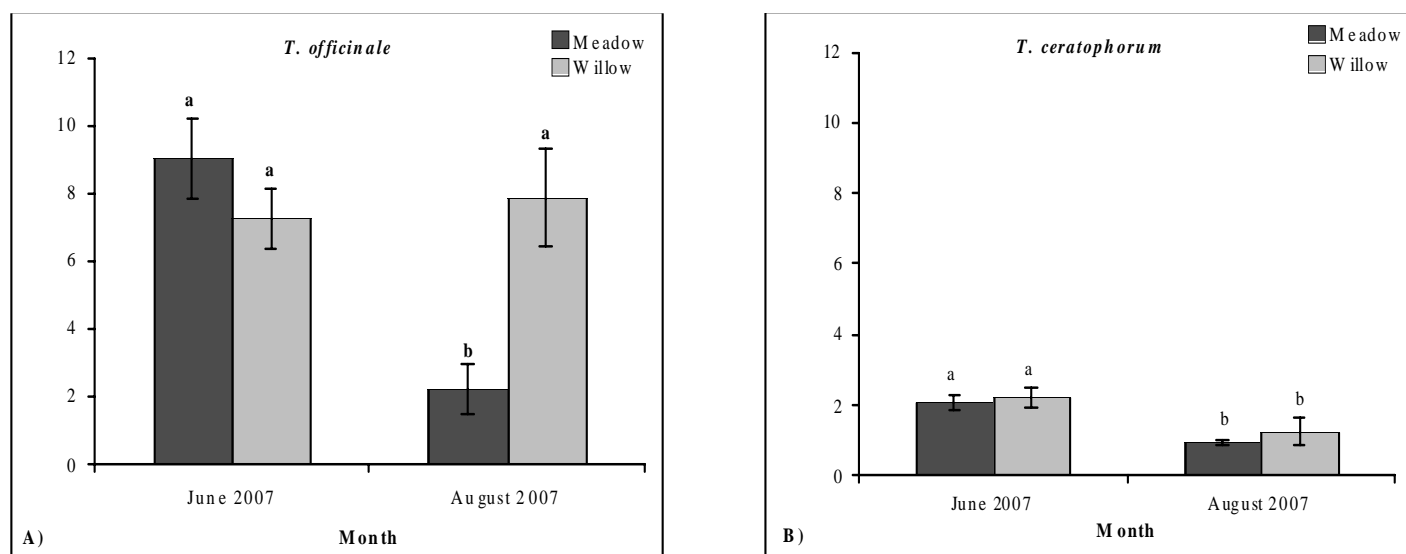 T. officinale
Meadow
Willow
12
10
8
6
4
2
0
a
a
b
a
June 2007
August 2007
A)
Month
T. ceratophorum
Meadow
Willow
12
10
8
6
4
2
0
a
a
b
b
June 2007
August 2007
B)
Month